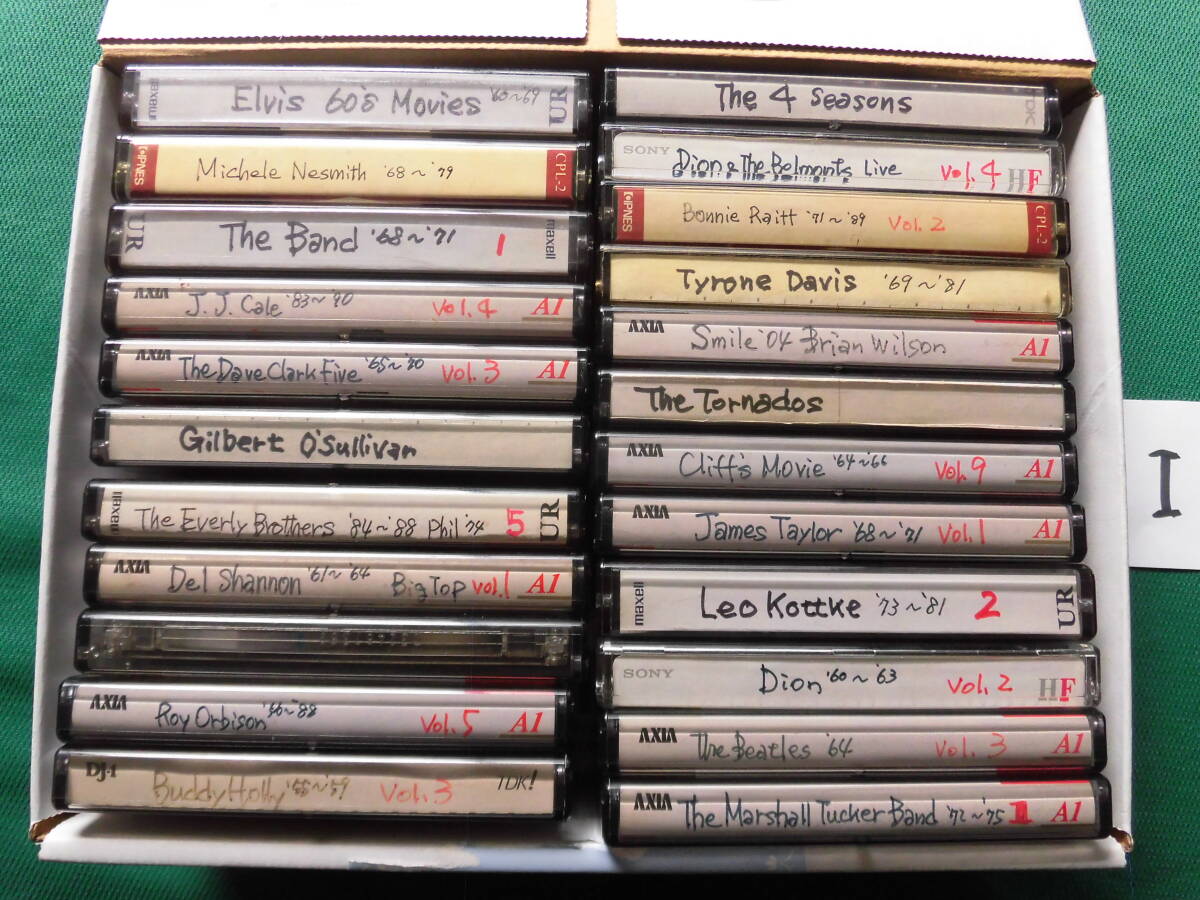 maxell Elvis 60's Movies '60~'69 UR
IPNES Michele Nesmith '68~'79 CPL-2
UR The Band '68~'71 1 maxell
AXIA J.J. Cale '83~'90 Vol.4 A1
AXIA The Dave Clark Five '65~'70 Vol.3 A1
Gilbert O'Sullivan
maxell The Everly Brothers '84~'88 Phil '74 5 UR
AXIA Del Shannon '61~'64 Big Top vol.1 A1
AXIA Roy Orbison '56~'88 Vol.5 A1
DJ-1 Buddy Holly Vol.3 TDK!
The 4 Seasons TDK
SONY Dion & The Belmonts Live Vol.4 HF
IPNES Bonnie Raitt '71~'89 Vol.2 CPL-2
Tyrone Davis '69~'81
AXIA Smile '04 Brian Wilson A1
The Tornados
AXIA Cliff's Movie '64~'66 Vol.9 A1
AXIA James Taylor '68~'71 Vol.1 A1
maxell Leo Kottke '73~'81 2 UR
SONY Dion '60~'63 Vol.2 HF
AXIA The Beatles '64 Vol.3 A1
AXIA The Marshall Tucker Band '72~'75 1 A1
I